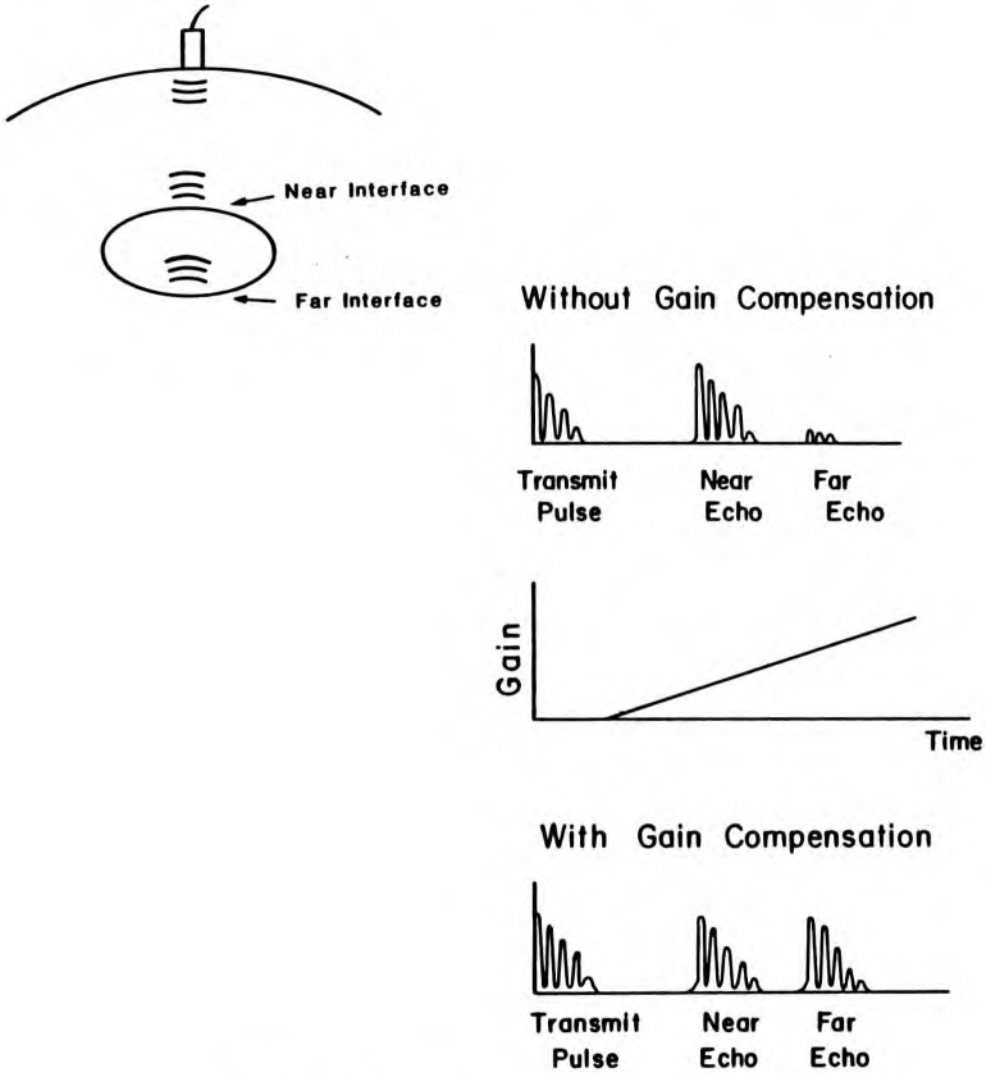 Near Interface
Far Interface
Without Gain Compensation
Transmit Near Far
Pulse Echo Echo
Gain
Time
With Gain Compensation
Transmit Near Far
Pulse Echo Echo